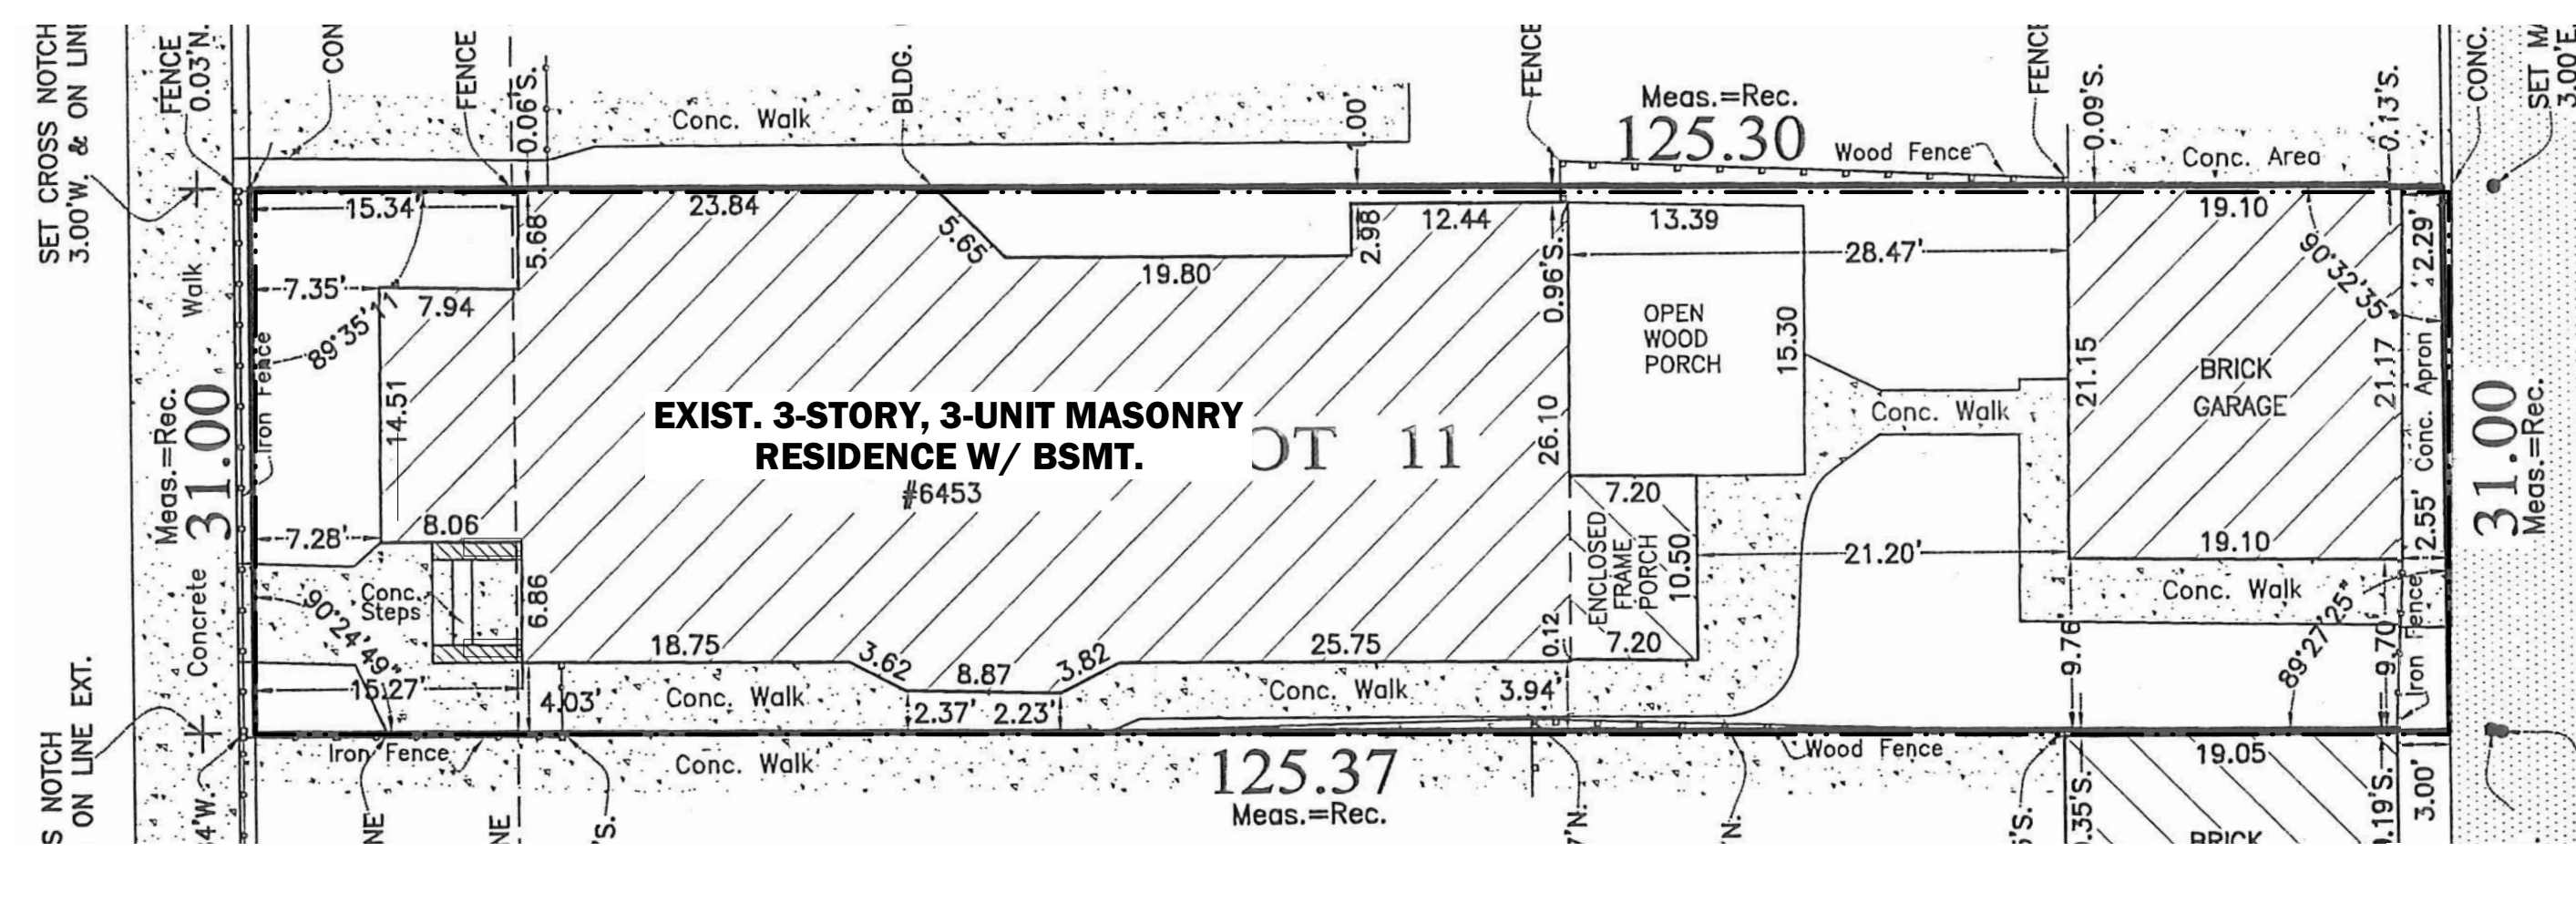 SET CROSS NOTCH
3.00'W. & ON LINE
FENCE
0.03'N.
CON
FENCE
0.06'S.
Conc. Walk
BLDG.
.00'
FENCE
Meas.=Rec.
125.30
Wood Fence
FENCE
0.09'S.
Conc. Area
0.13'S.
CONC.
SET
3.00'E.
15.34'
23.84
5.68
5.65
19.80
2.98
12.44
0.96'S.
13.39
28.47'
19.10
90°32'35"
2.29'
Walk
7.35'
7.94
89°35'11"
Iron Fence
14.51
OPEN
WOOD
PORCH
15.30
21.15
BRICK
GARAGE
21.17
Conc. Apron
Meas.=Rec.
31.00
EXIST. 3-STORY, 3-UNIT MASONRY
RESIDENCE W/ BSMT.
OT 11
#6453
26.10
Conc. Walk
31.00
Meas.=Rec.
7.28'
8.06
7.20
ENCLOSED
FRAME
PORCH
10.50
21.20'
19.10
2.55'
Concrete
Conc.
Steps
90°24'49"
6.86
18.75
3.62
8.87
3.82
25.75
0.12
7.20
Conc. Walk
9.76'
89°27'25"
9.70'
Iron Fence
15.27'
4.03'
Conc. Walk
2.37'
2.23'
Conc. Walk
3.94'
Iron Fence
Conc. Walk
125.37
Meas.=Rec.
Wood Fence
19.05
3.00'
S NOTCH
ON LINE EXT.
4'W.
NE
NE
'S.
7'N.
'N.
'S.
.35'S.
BRICK
.19'S.